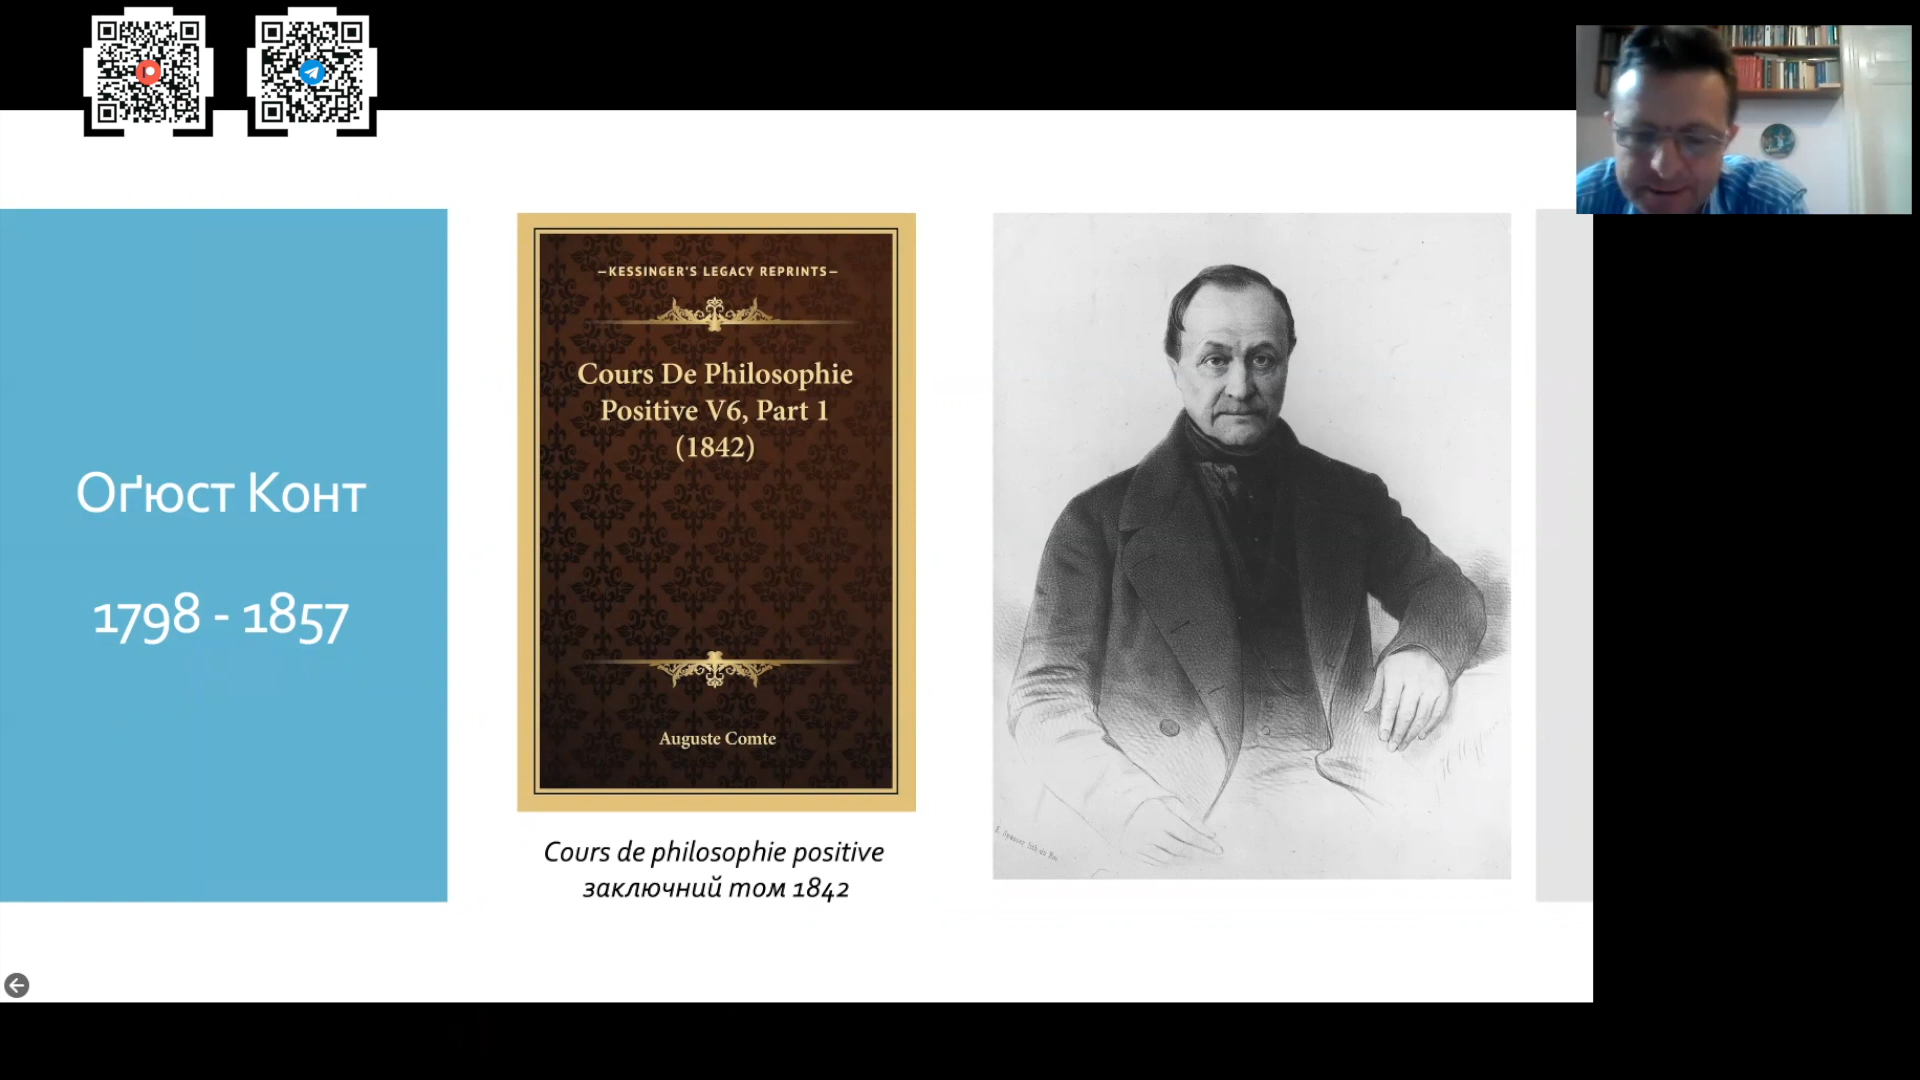 Оґюст Конт
1798 - 1857
–KESSINGER'S LEGACY REPRINTS–
Cours De Philosophie
Positive V6, Part 1
(1842)
Auguste Comte
Cours de philosophie positive
заключний том 1842